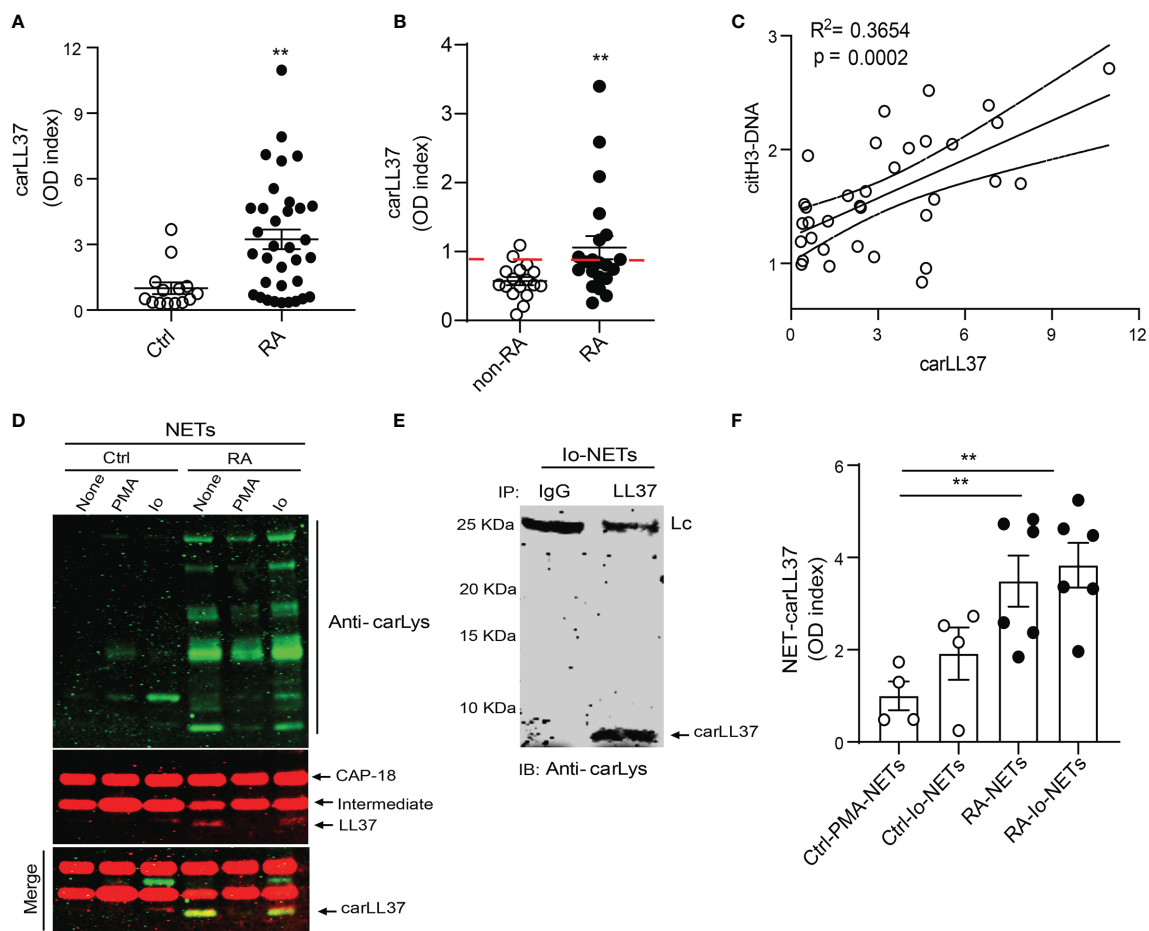 A
carLL37
(OD index)
12
9
6
3
0
**
Ctrl
RA
B
carLL37
(OD index)
4
3
2
1
0
**
non-RA
RA
C
R²= 0.3654
p = 0.0002
citH3-DNA
3
2
1
0
3
6
9
12
carLL37
D
NETs
Ctrl
RA
None
PMA
Io
None
PMA
Io
Anti-carLys
CAP-18
Intermediate
LL37
Merge
carLL37
E
Io-NETs
IP: IgG LL37
25 KDa
Lc
20 KDa
15 KDa
10 KDa
carLL37
IB: Anti-carLys
F
NET-carLL37
(OD index)
6
4
2
0
**
**
Ctrl-PMA-NETs
Ctrl-Io-NETs
RA-NETs
RA-Io-NETs